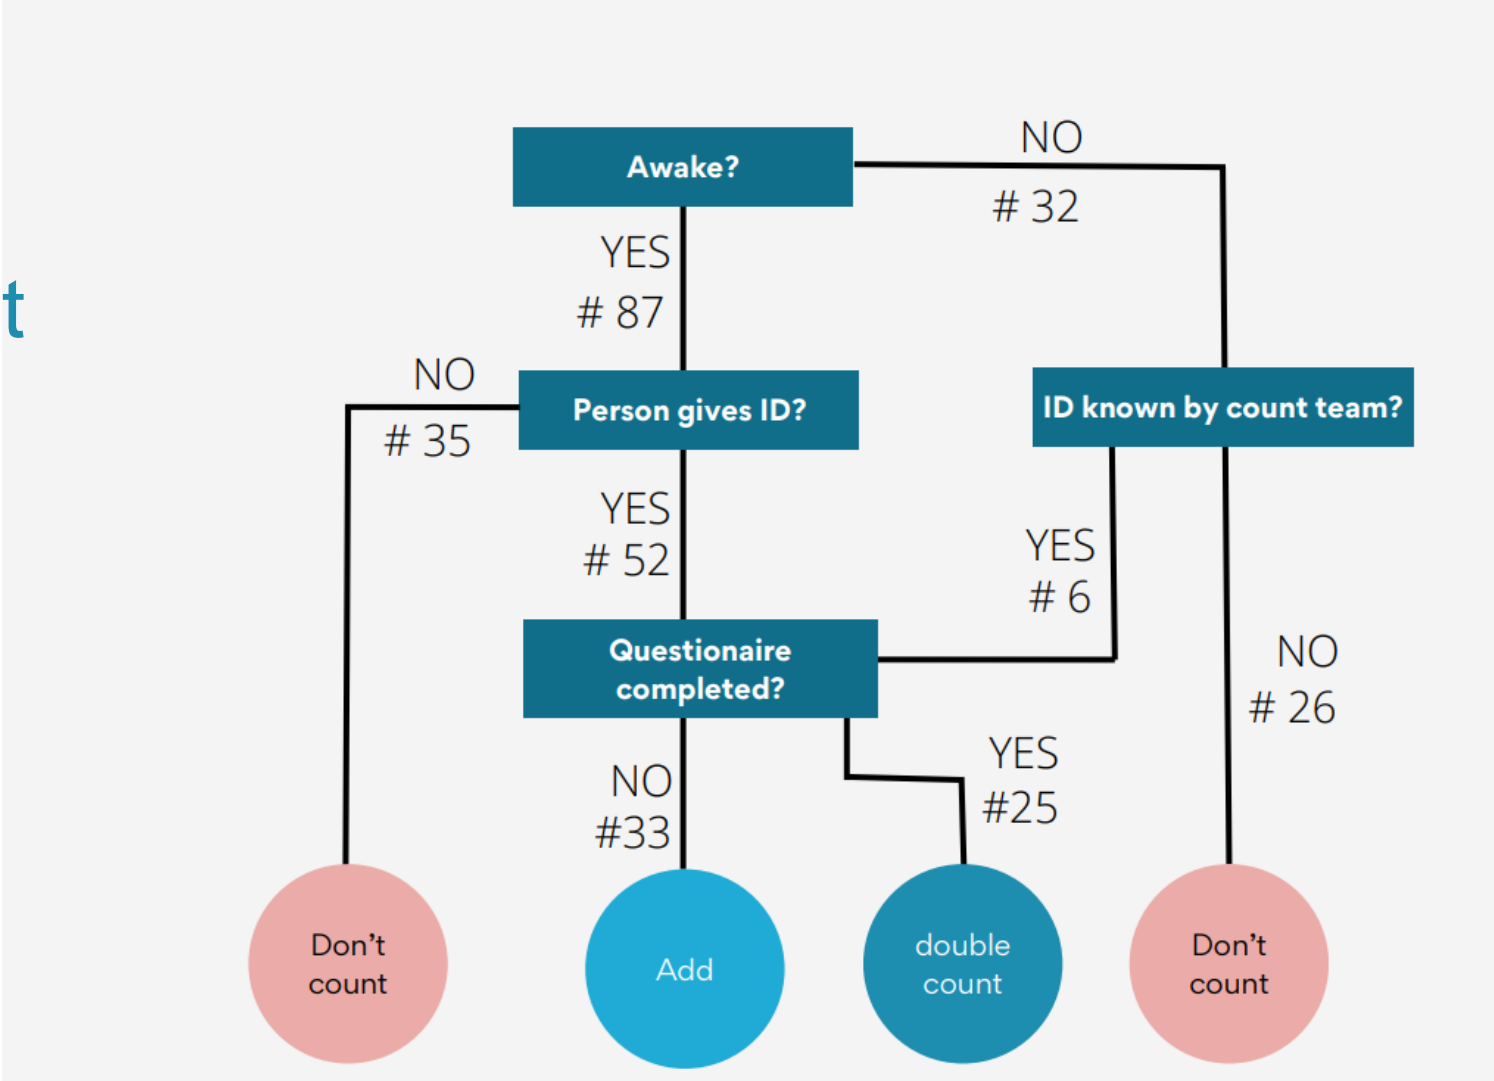 NO
Awake?
# 32
YES
# 87
t
NO
Person gives ID?
ID known by count team?
# 35
YES
# 52
YES
# 6
Questionaire
completed?
NO
# 26
YES
#25
NO
#33
Don't
count
Add
double
count
Don't
count